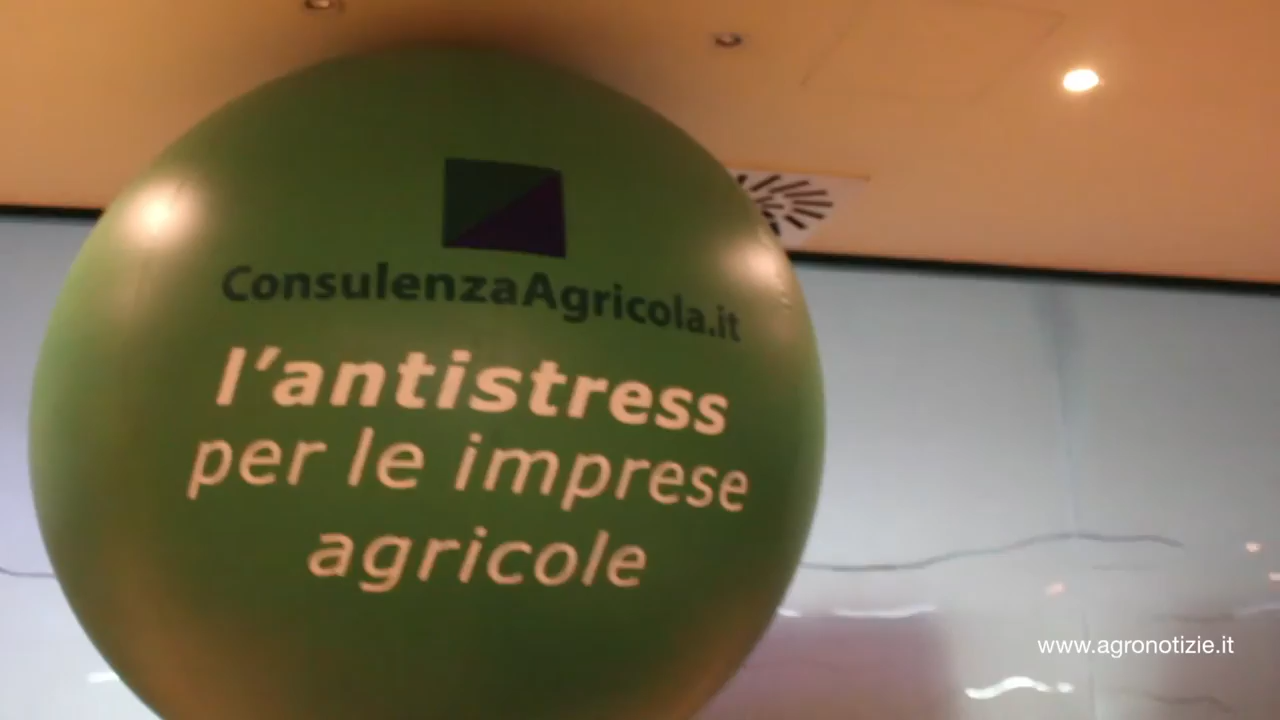 ConsulenzaAgricola.it
l'antistress
per le imprese
agricole
www.agronotizie.it